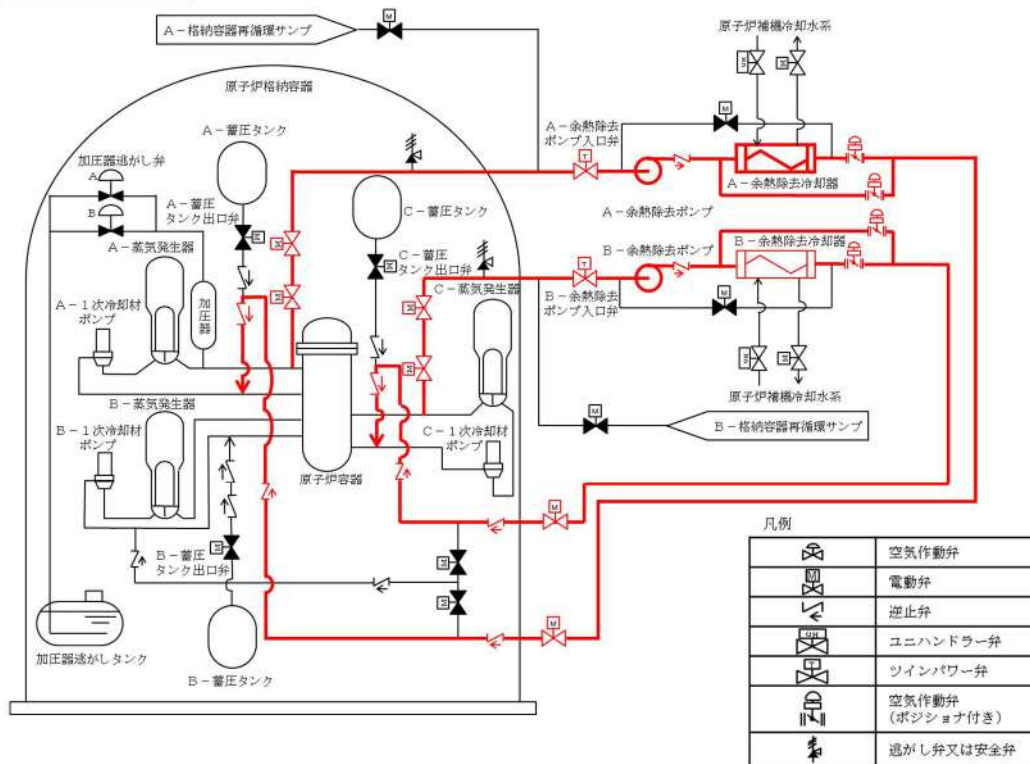 A-格納容器再循環サンプ
M
原子炉補機冷却水系
原子炉格納容器
A-蓄圧タンク
加圧器逃がし弁
A
B
A-蓄圧
タンク出口弁
A-蒸気発生器
A-1次冷却材
ポンプ
加圧器
C-蓄圧タンク
C-蓄圧
タンク出口弁
C-蒸気発生器
A-余熱除去
ポンプ入口弁
T
M
UH
M
A-余熱除去冷却器
A-余熱除去ポンプ
B-余熱除去ポンプ
B-余熱除去冷却器
T
B-余熱除去
ポンプ入口弁
M
UH
M
原子炉補機冷却水系
M
B-格納容器再循環サンプ
B-蒸気発生器
B-1次冷却材
ポンプ
原子炉容器
C-1次冷却材
ポンプ
M
M
M
M
M
M
B-蓄圧
タンク出口弁
M
M
M
M
M
加圧器逃がしタンク
B-蓄圧タンク
凡例
空気作動弁
M
電動弁
逆止弁
UH
ユニハンドラー弁
T
ツインパワー弁
空気作動弁
(ポジショナ付き)
逃がし弁又は安全弁